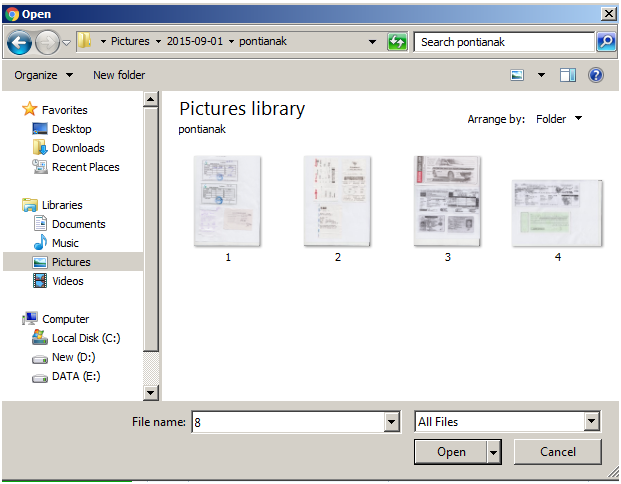 Open
Pictures 2015-09-01 pontianak
Search pontianak
Organize New folder
Favorites
Desktop
Downloads
Recent Places
Libraries
Documents
Music
Pictures
Videos
Computer
Local Disk (C:)
New (D:)
DATA (E:)
Pictures library
pontianak
Arrange by: Folder
1 2 3 4
File name: 8
All Files
Open Cancel